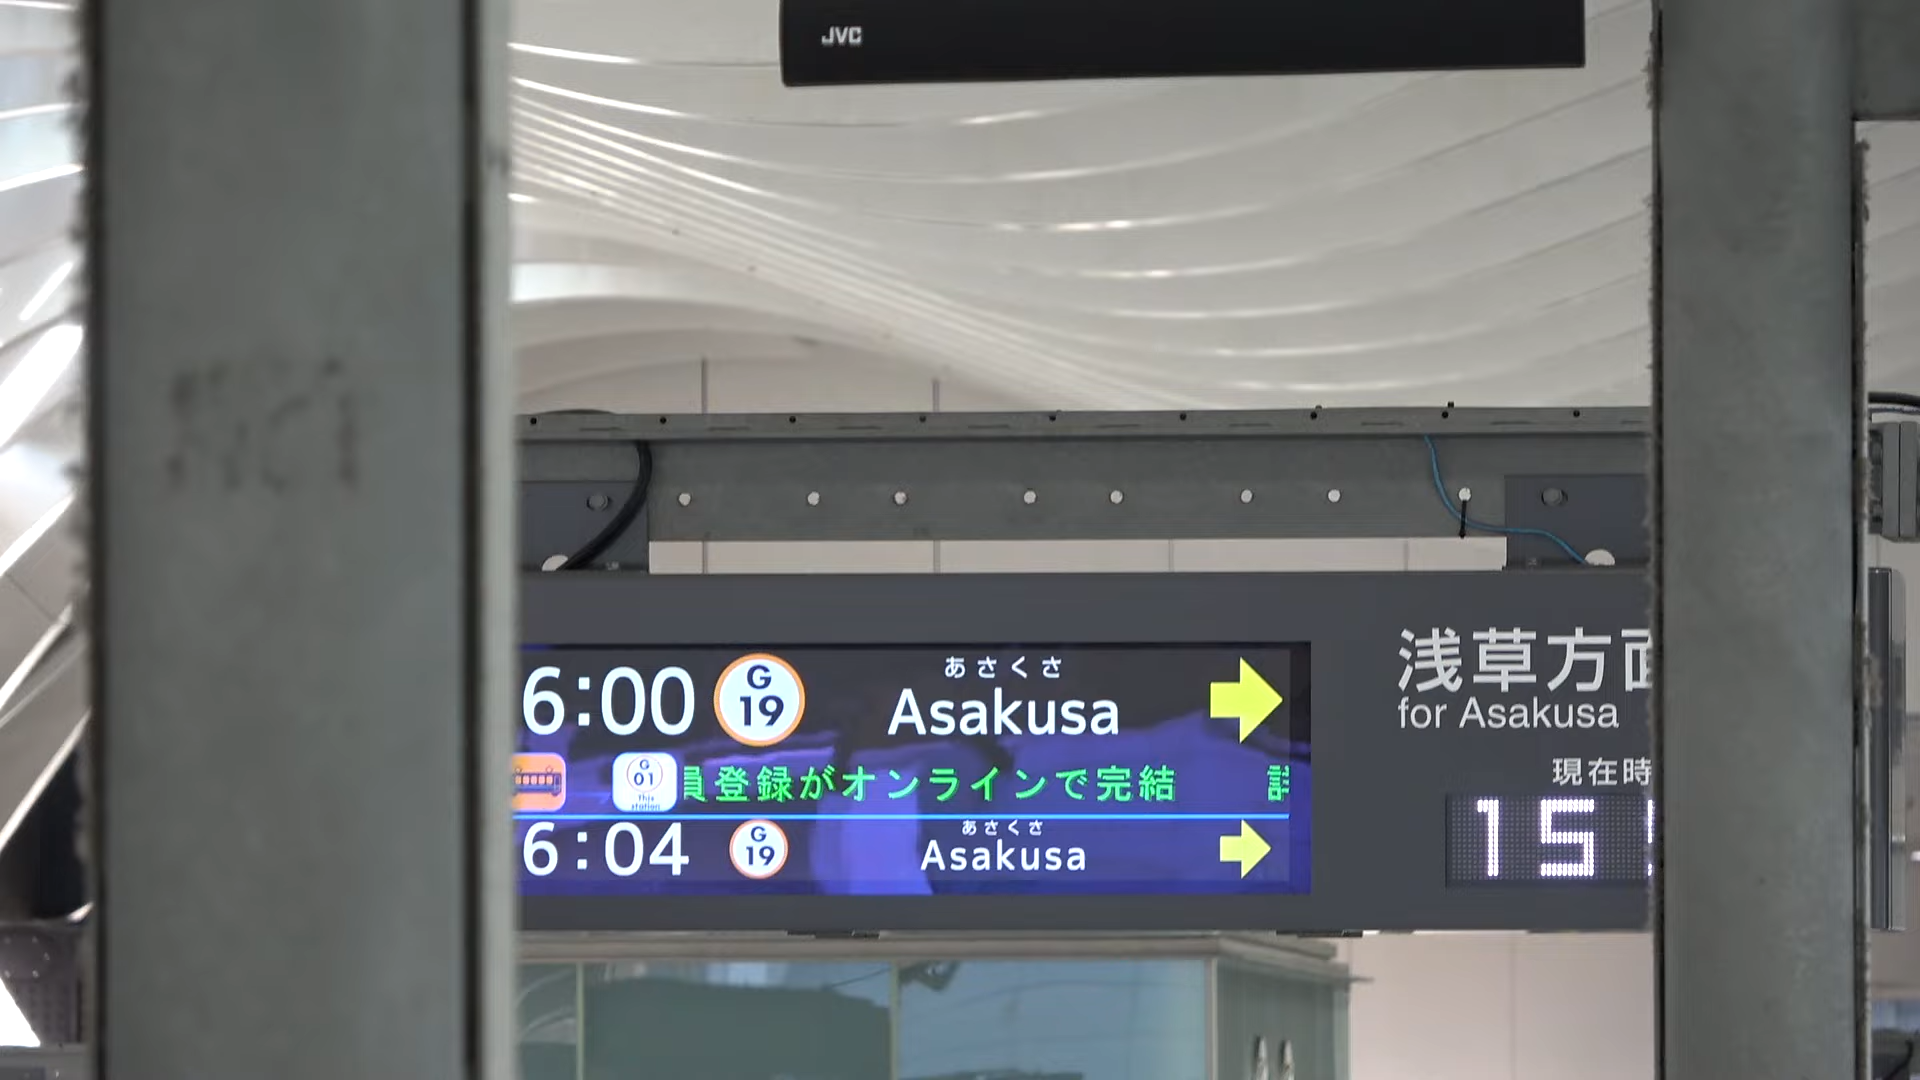 JVC
6:00 G 19 あさくさ Asakusa
G 01 This station 員登録がオンラインで完結
6:04 G 19 あさくさ Asakusa
浅草方面
for Asakusa
現在時
15